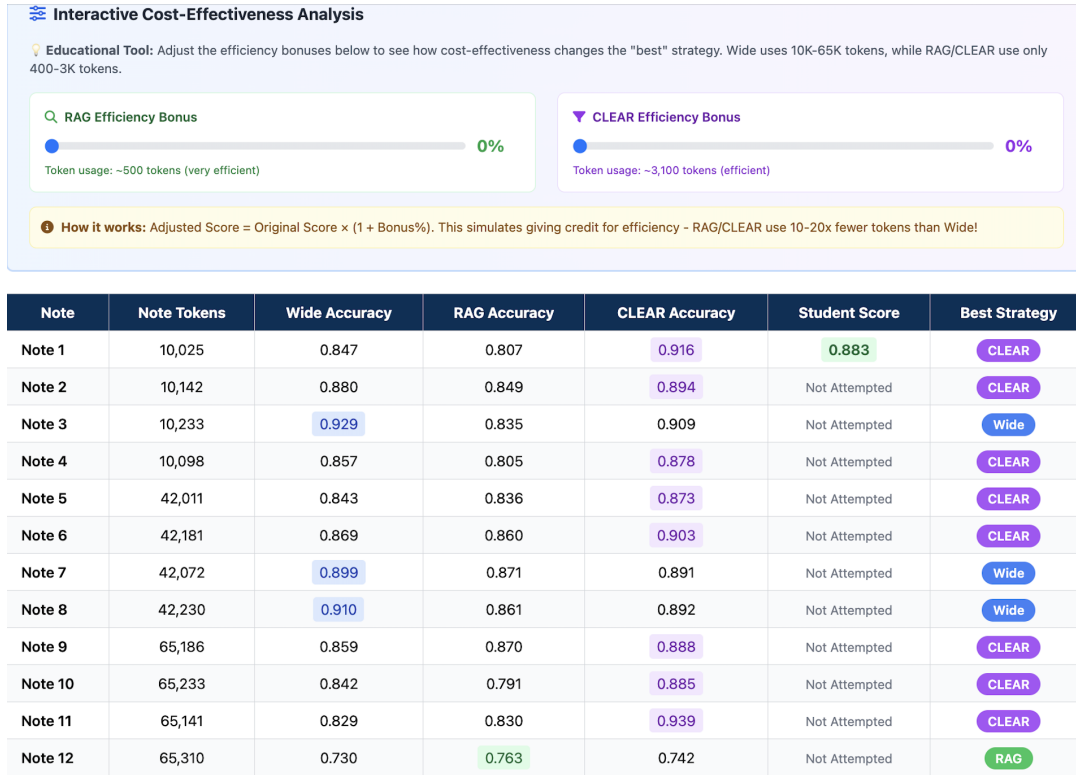 Interactive Cost-Effectiveness Analysis
💡 Educational Tool: Adjust the efficiency bonuses below to see how cost-effectiveness changes the "best" strategy. Wide uses 10K-65K tokens, while RAG/CLEAR use only
400-3K tokens.
RAG Efficiency Bonus
0%
Token usage: ~500 tokens (very efficient)
CLEAR Efficiency Bonus
0%
Token usage: ~3,100 tokens (efficient)
How it works: Adjusted Score = Original Score × (1 + Bonus%). This simulates giving credit for efficiency - RAG/CLEAR use 10-20x fewer tokens than Wide!
Note Note Tokens Wide Accuracy RAG Accuracy CLEAR Accuracy Student Score Best Strategy
Note 1 10,025 0.847 0.807 0.916 0.883 CLEAR
Note 2 10,142 0.880 0.849 0.894 Not Attempted CLEAR
Note 3 10,233 0.929 0.835 0.909 Not Attempted Wide
Note 4 10,098 0.857 0.805 0.878 Not Attempted CLEAR
Note 5 42,011 0.843 0.836 0.873 Not Attempted CLEAR
Note 6 42,181 0.869 0.860 0.903 Not Attempted CLEAR
Note 7 42,072 0.899 0.871 0.891 Not Attempted Wide
Note 8 42,230 0.910 0.861 0.892 Not Attempted Wide
Note 9 65,186 0.859 0.870 0.888 Not Attempted CLEAR
Note 10 65,233 0.842 0.791 0.885 Not Attempted CLEAR
Note 11 65,141 0.829 0.830 0.939 Not Attempted CLEAR
Note 12 65,310 0.730 0.763 0.742 Not Attempted RAG